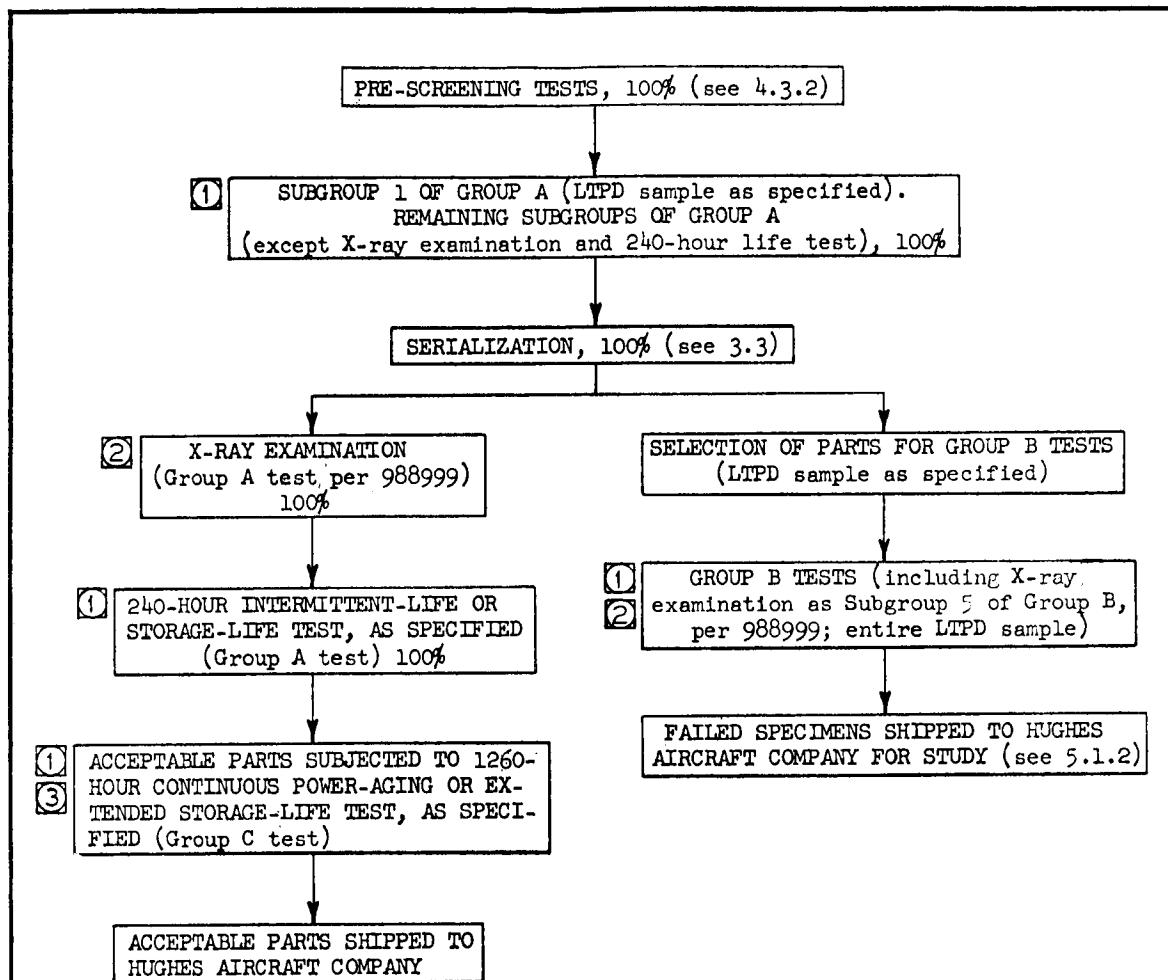 PRE-SCREENING TESTS, 100% (see 4.3.2)
1
SUBGROUP 1 OF GROUP A (LTPD sample as specified).
REMAINING SUBGROUPS OF GROUP A
(except X-ray examination and 240-hour life test), 100%
SERIALIZATION, 100% (see 3.3)
2
X-RAY EXAMINATION
(Group A test, per 988999)
100%
1
240-HOUR INTERMITTENT-LIFE OR
STORAGE-LIFE TEST, AS SPECIFIED
(Group A test) 100%
1
3
ACCEPTABLE PARTS SUBJECTED TO 1260-
HOUR CONTINUOUS POWER-AGING OR EX-
TENDED STORAGE-LIFE TEST, AS SPECI-
FIED (Group C test)
ACCEPTABLE PARTS SHIPPED TO
HUGHES AIRCRAFT COMPANY
SELECTION OF PARTS FOR GROUP B TESTS
(LTPD sample as specified)
1
2
GROUP B TESTS (including X-ray
examination as Subgroup 5 of Group B,
per 988999; entire LTPD sample)
FAILED SPECIMENS SHIPPED TO HUGHES
AIRCRAFT COMPANY FOR STUDY (see 5.1.2)